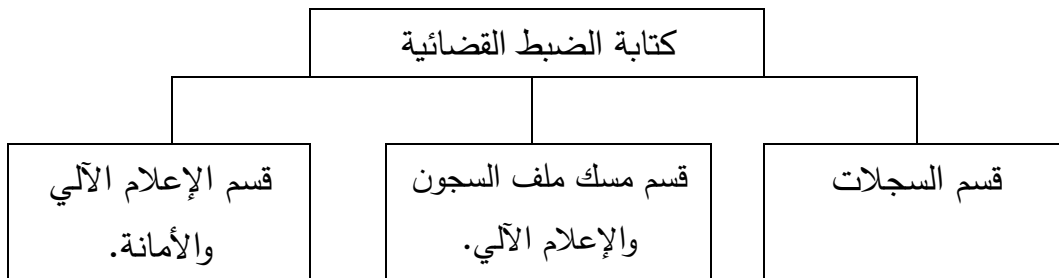 كتابة الضبط القضائية
قسم السجلات
قسم مسك ملف السجون
والإعلام الآلي.
قسم الإعلام الآلي
والأمانة.